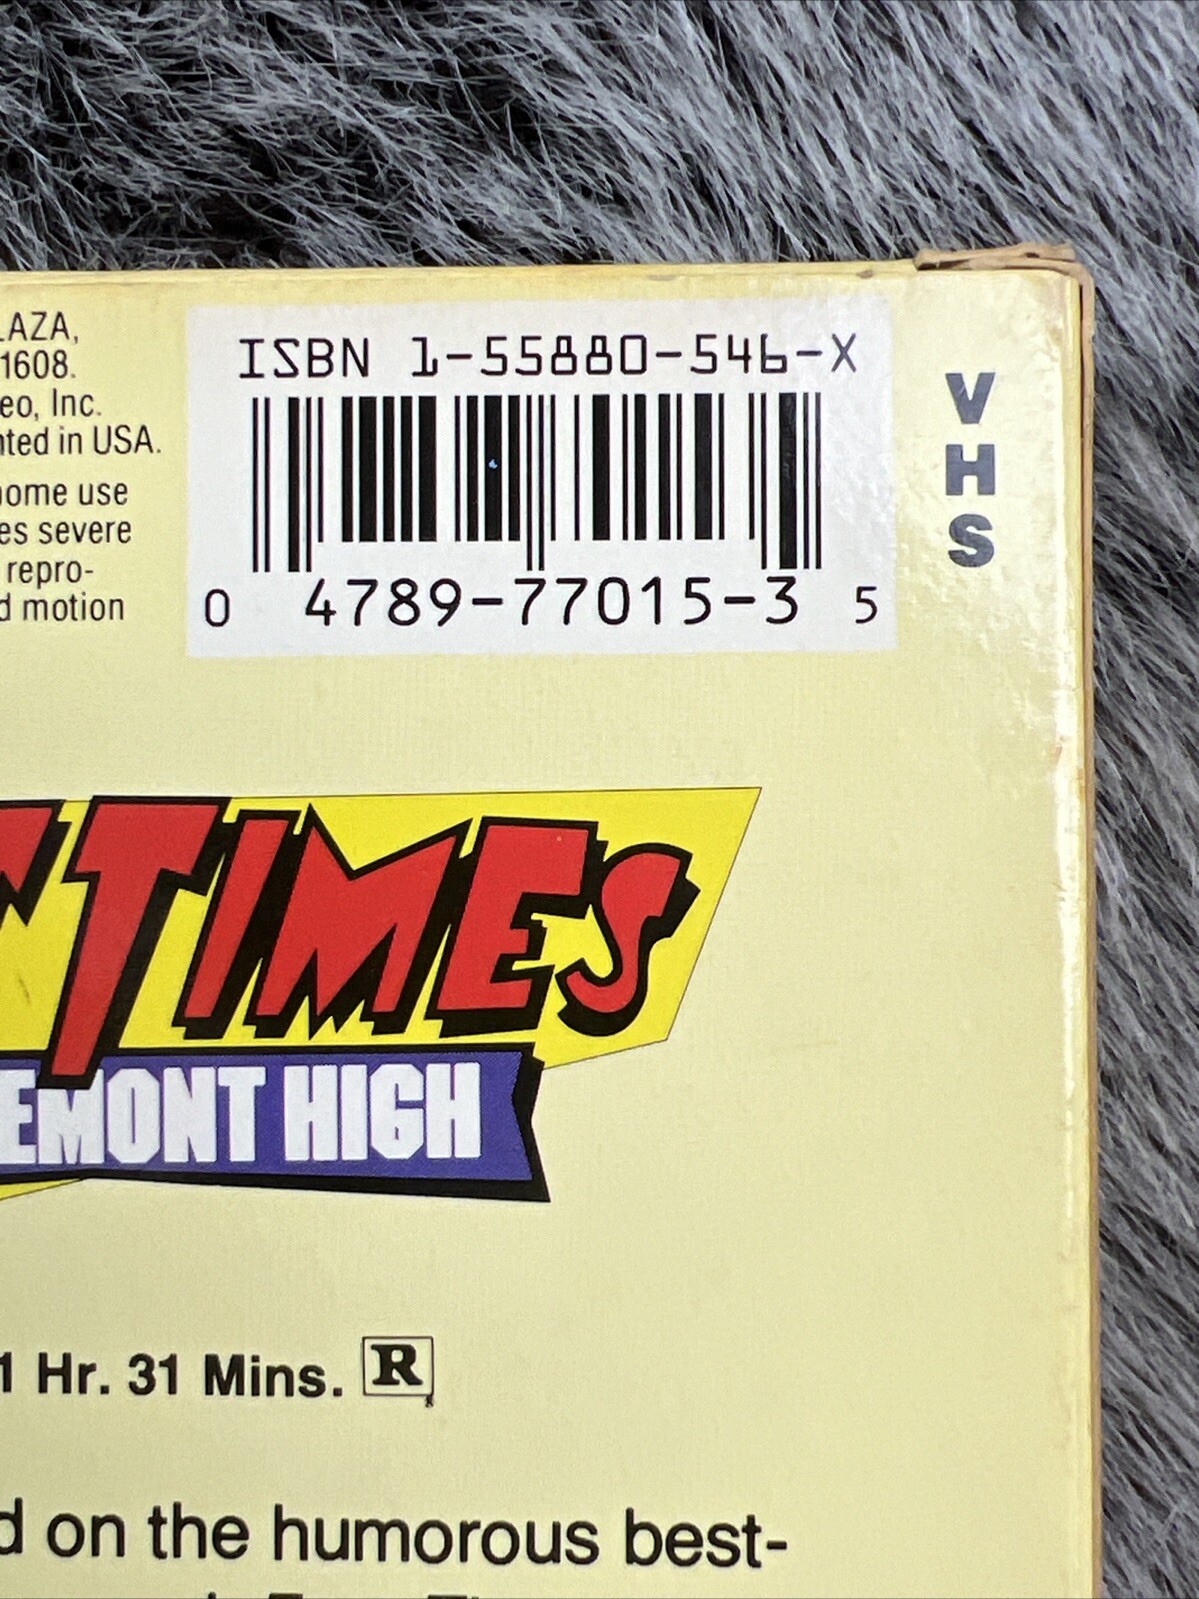 LAZA,
1608.
eo, Inc.
nted in USA.
ome use
es severe
repro-
d motion
ISBN 1-55880-546-X
0 4789-77015-3 5
VHS
TIMES
EMONT HIGH
1 Hr. 31 Mins. R
d on the humorous best-